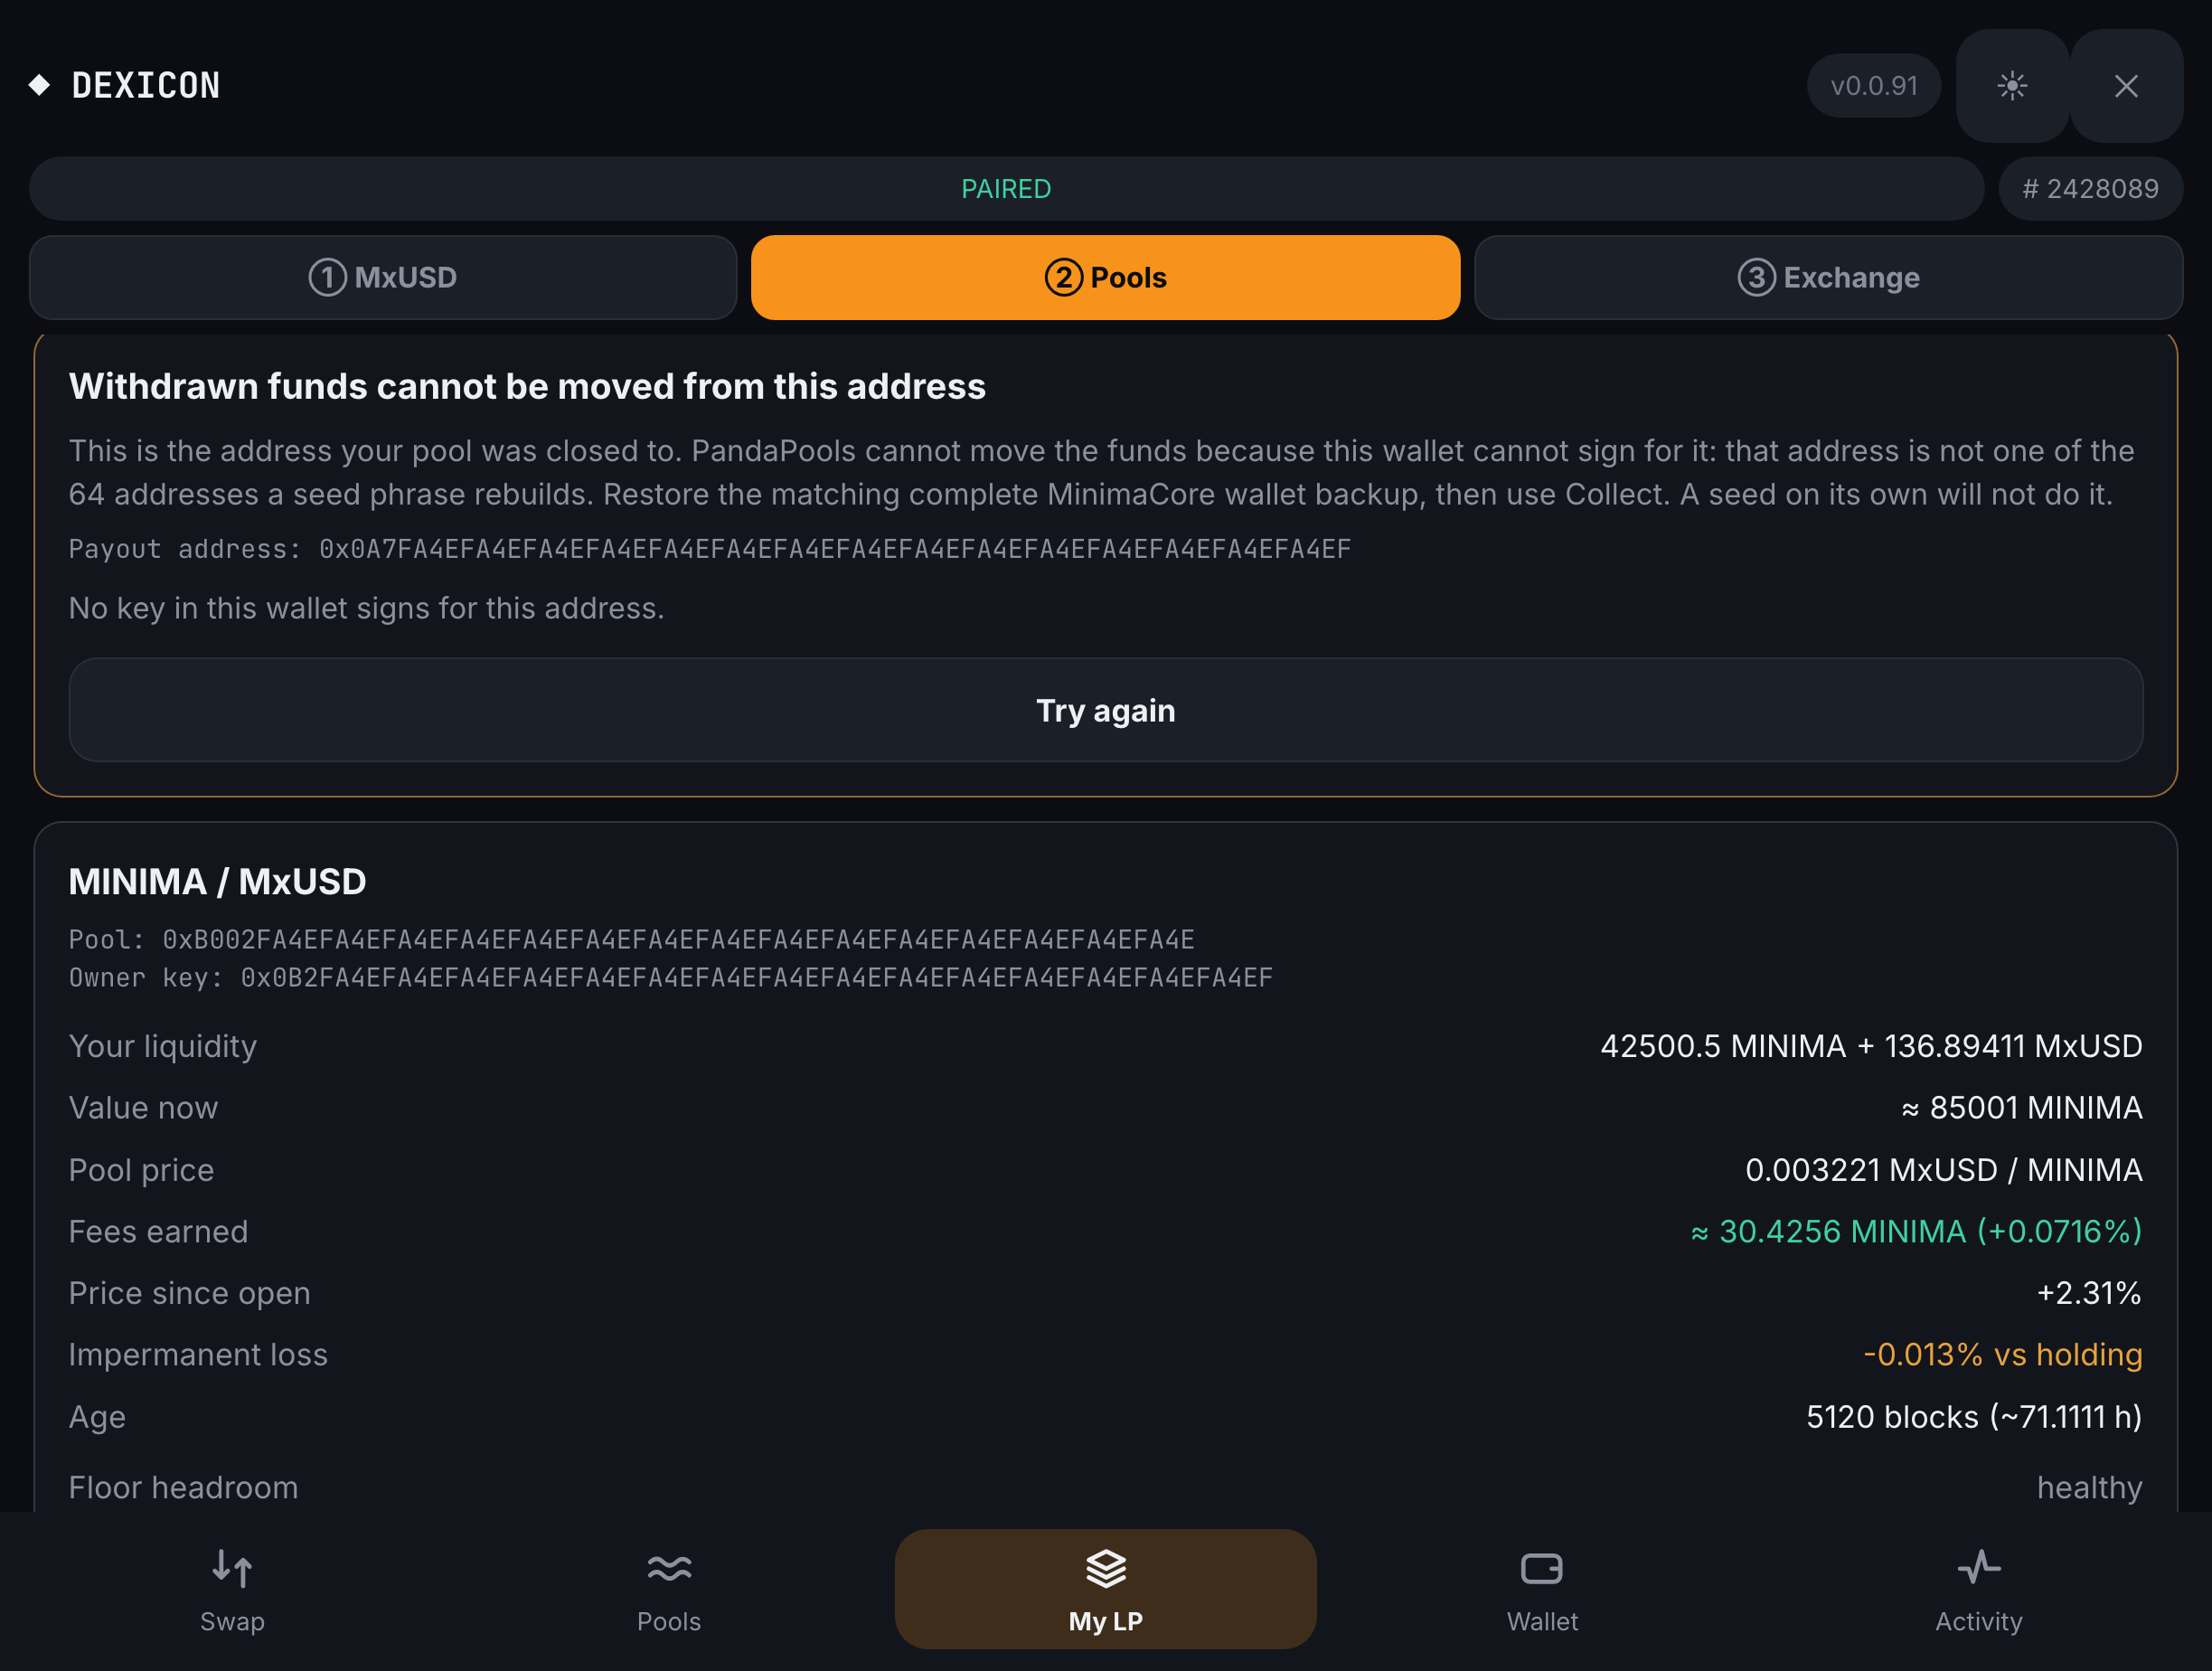 DEXICON
v0.0.91
PAIRED
# 2428089
1 MxUSD
2 Pools
3 Exchange
Withdrawn funds cannot be moved from this address
This is the address your pool was closed to. PandaPools cannot move the funds because this wallet cannot sign for it: that address is not one of the
64 addresses a seed phrase rebuilds. Restore the matching complete MinimaCore wallet backup, then use Collect. A seed on its own will not do it.
Payout address: 0x0A7FA4EFA4EFA4EFA4EFA4EFA4EFA4EFA4EFA4EFA4EFA4EFA4EFA4EFA4EFA4EFA4EF
No key in this wallet signs for this address.
Try again
MINIMA / MxUSD
Pool: 0xB002FA4EFA4EFA4EFA4EFA4EFA4EFA4EFA4EFA4EFA4EFA4EFA4EFA4EFA4EFA4EFA4E
Owner key: 0x0B2FA4EFA4EFA4EFA4EFA4EFA4EFA4EFA4EFA4EFA4EFA4EFA4EFA4EFA4EFA4EFA4EF
Your liquidity 42500.5 MINIMA + 136.89411 MxUSD
Value now ≈ 85001 MINIMA
Pool price 0.003221 MxUSD / MINIMA
Fees earned ≈ 30.4256 MINIMA (+0.0716%)
Price since open +2.31%
Impermanent loss -0.013% vs holding
Age 5120 blocks (~71.1111 h)
Floor headroom healthy
Swap
Pools
My LP
Wallet
Activity